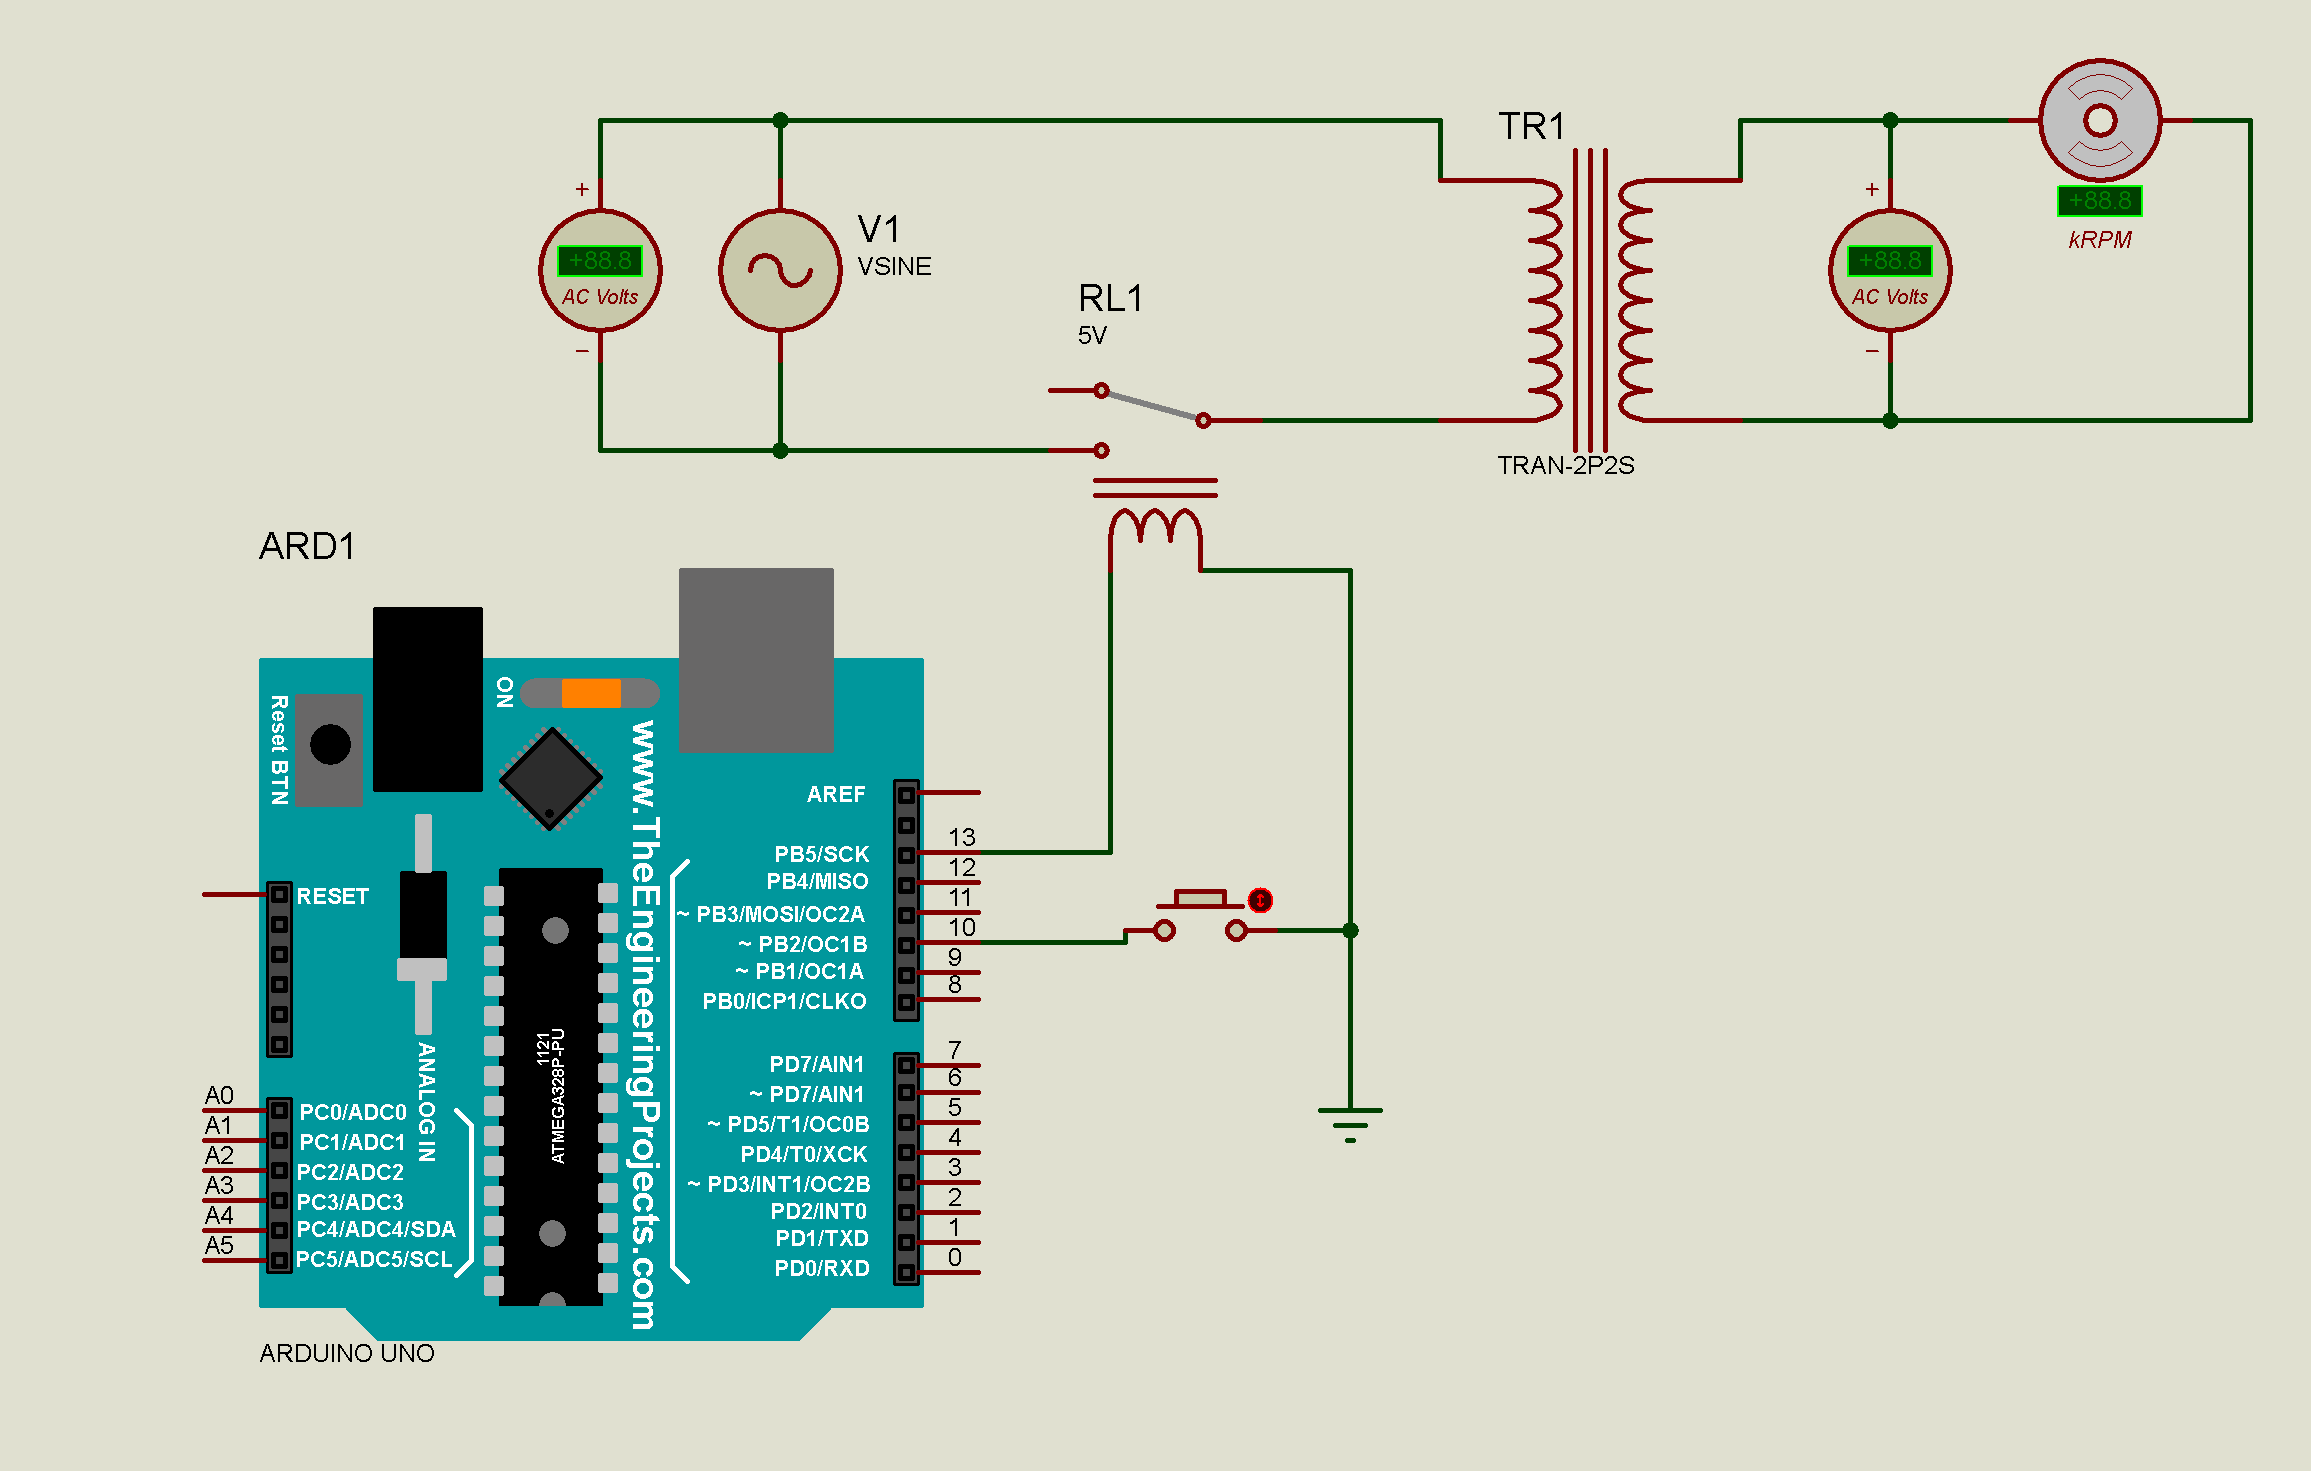 TR1
+
+88.8
AC Volts
−
V1
VSINE
RL1
5V
TRAN-2P2S
+
+88.8
AC Volts
−
+88.8
kRPM
ARD1
Reset BTN
ON
www.TheEngineeringProjects.com
AREF
PB5/SCK 13
PB4/MISO 12
~ PB3/MOSI/OC2A 11
~ PB2/OC1B 10
~ PB1/OC1A 9
PB0/ICP1/CLKO 8
RESET
1121
ATMEGA328P-PU
ANALOG IN
PD7/AIN1 7
~ PD7/AIN1 6
~ PD5/T1/OC0B 5
PD4/T0/XCK 4
~ PD3/INT1/OC2B 3
PD2/INT0 2
PD1/TXD 1
PD0/RXD 0
A0 PC0/ADC0
A1 PC1/ADC1
A2 PC2/ADC2
A3 PC3/ADC3
A4 PC4/ADC4/SDA
A5 PC5/ADC5/SCL
ARDUINO UNO